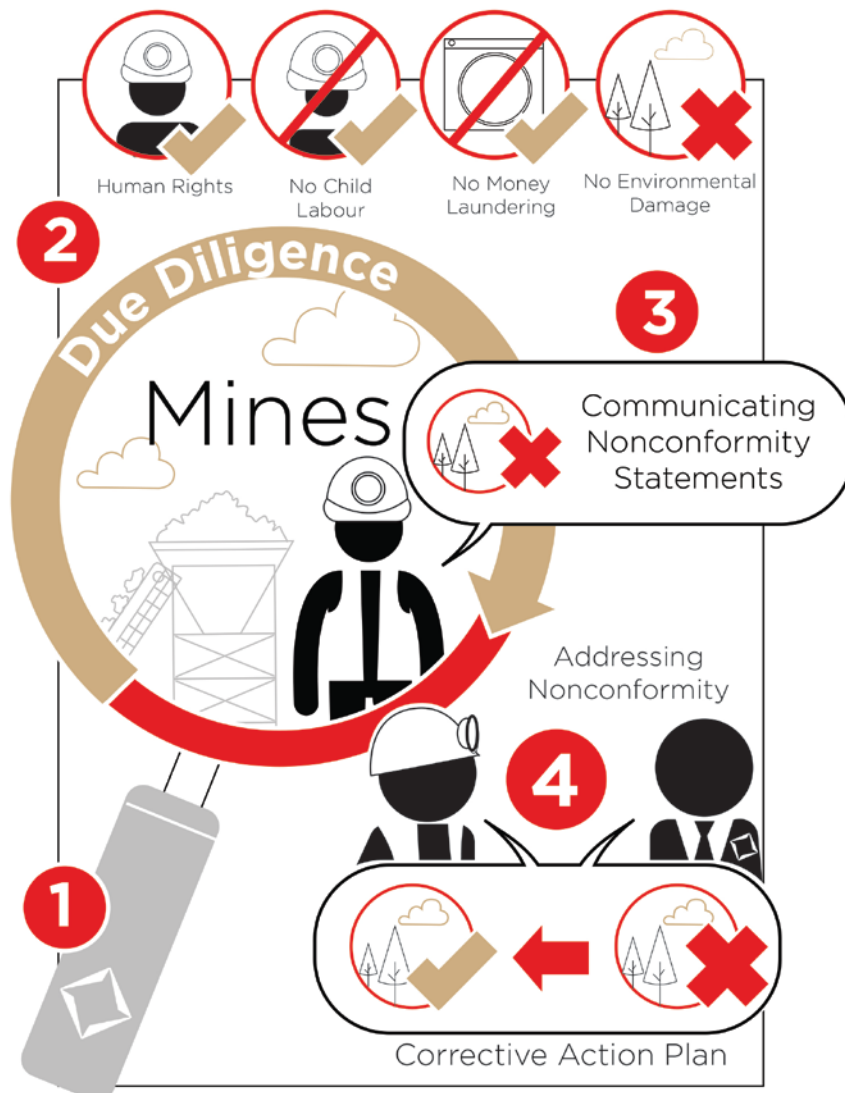 Human Rights
No Child
Labour
No Money
Laundering
No Environmental
Damage
2
Due Diligence
3
Mines
Communicating
Nonconformity
Statements
Addressing
Nonconformity
4
1
Corrective Action Plan